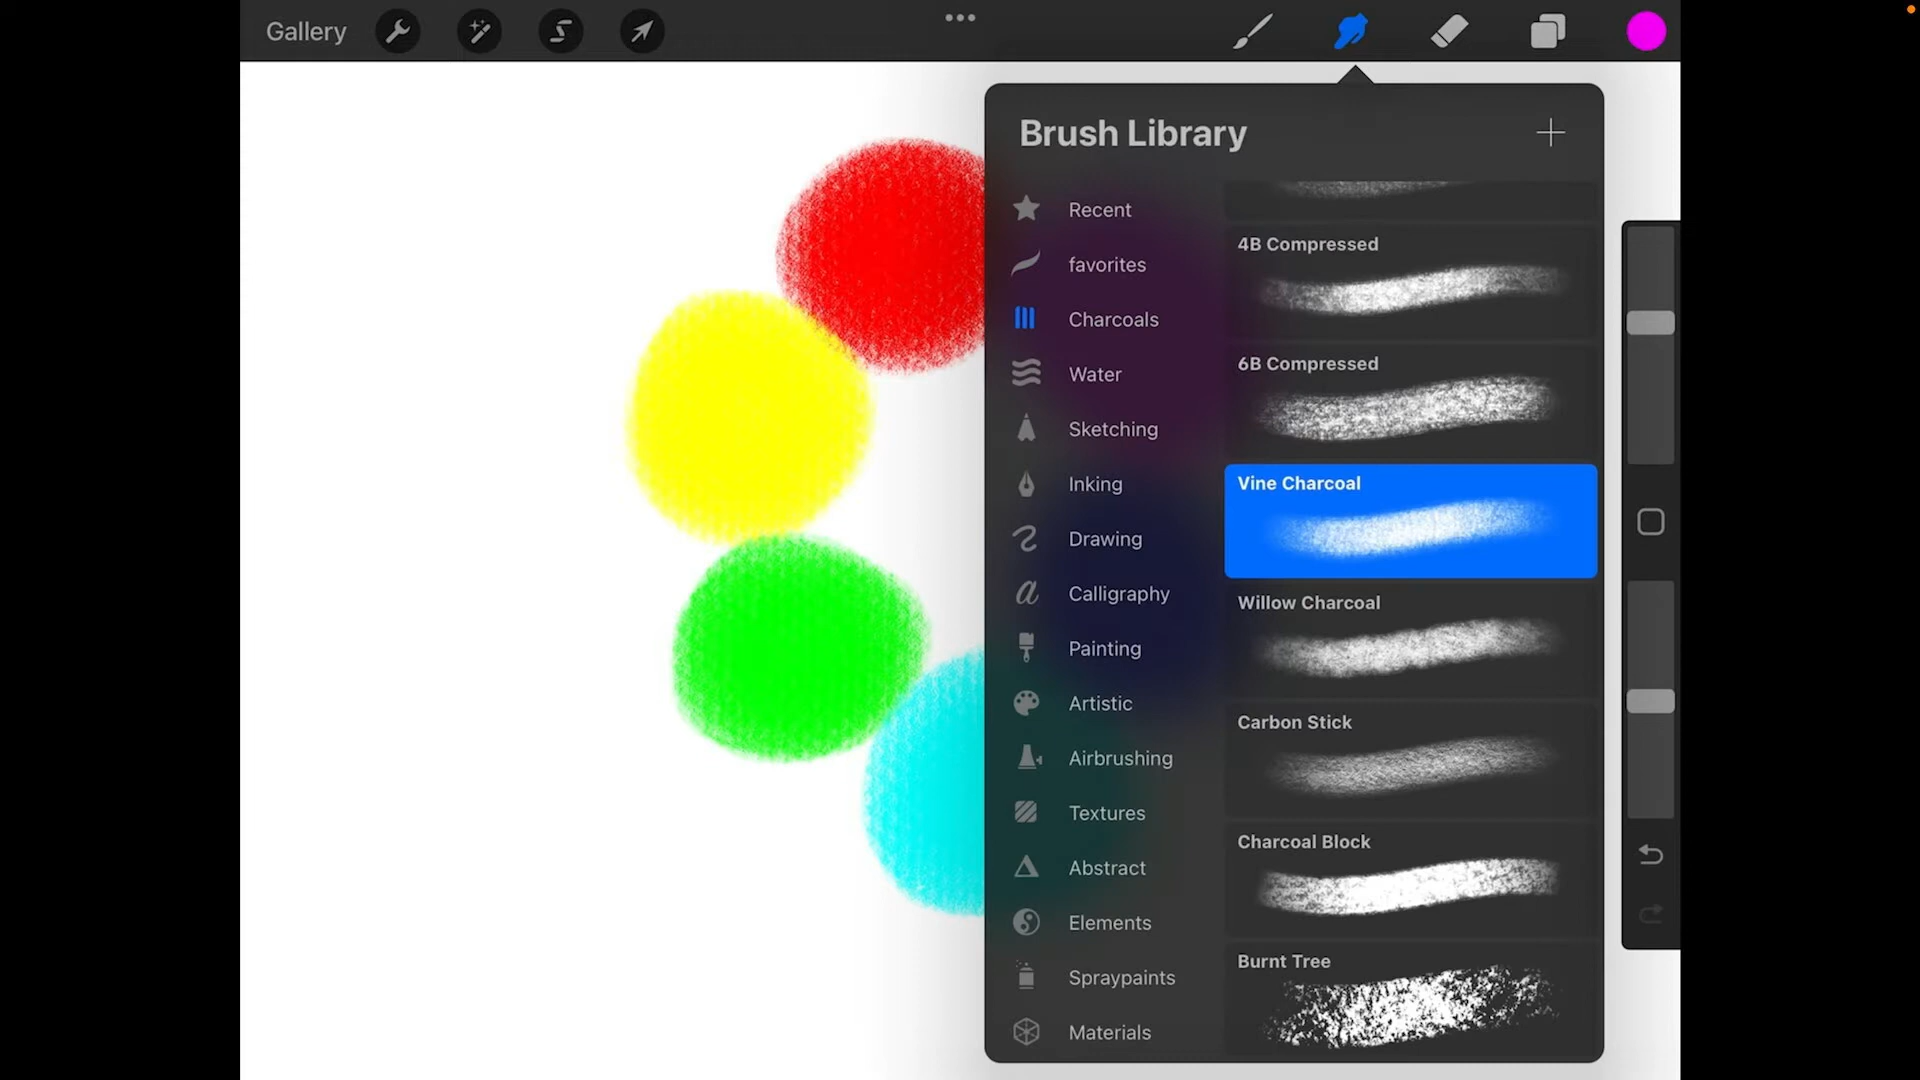 Gallery
Brush Library
Recent
favorites
Charcoals
Water
Sketching
Inking
Drawing
Calligraphy
Painting
Artistic
Airbrushing
Textures
Abstract
Elements
Spraypaints
Materials
4B Compressed
6B Compressed
Vine Charcoal
Willow Charcoal
Carbon Stick
Charcoal Block
Burnt Tree